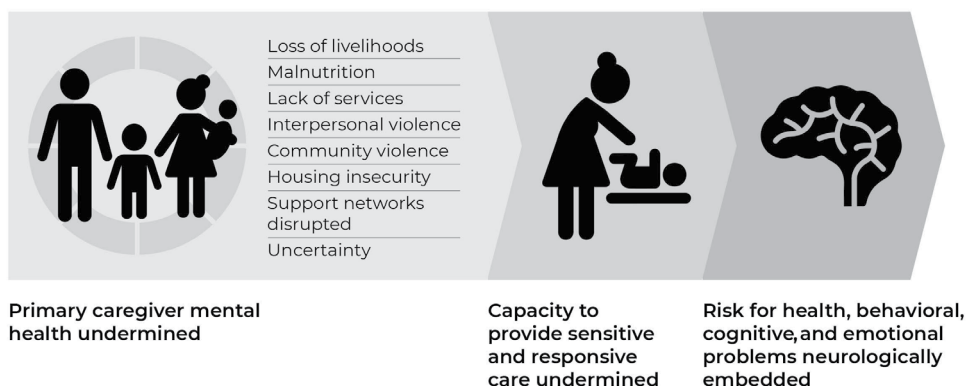 Loss of livelihoods
Malnutrition
Lack of services
Interpersonal violence
Community violence
Housing insecurity
Support networks
disrupted
Uncertainty
Primary caregiver mental
health undermined
Capacity to
provide sensitive
and responsive
care undermined
Risk for health, behavioral,
cognitive, and emotional
problems neurologically
embedded